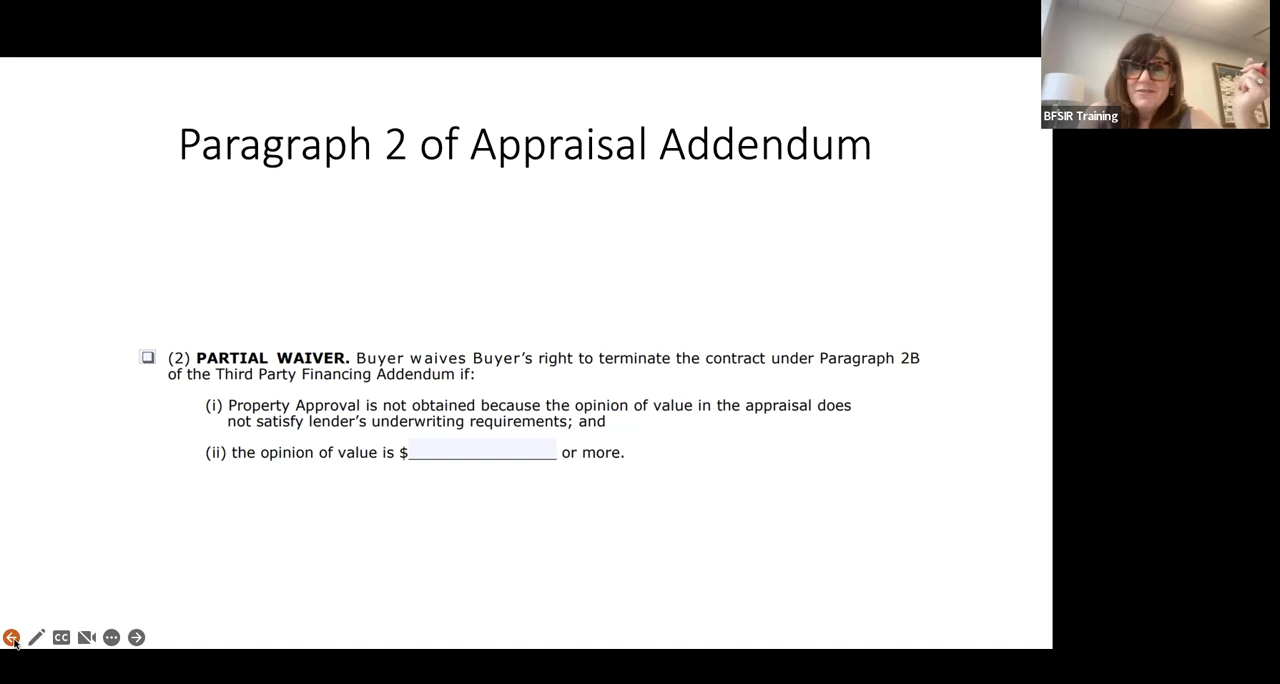 Paragraph 2 of Appraisal Addendum
(2) PARTIAL WAIVER. Buyer waives Buyer's right to terminate the contract under Paragraph 2B
of the Third Party Financing Addendum if:
(i) Property Approval is not obtained because the opinion of value in the appraisal does
not satisfy lender's underwriting requirements; and
(ii) the opinion of value is $ or more.
BFSIR Training
CC